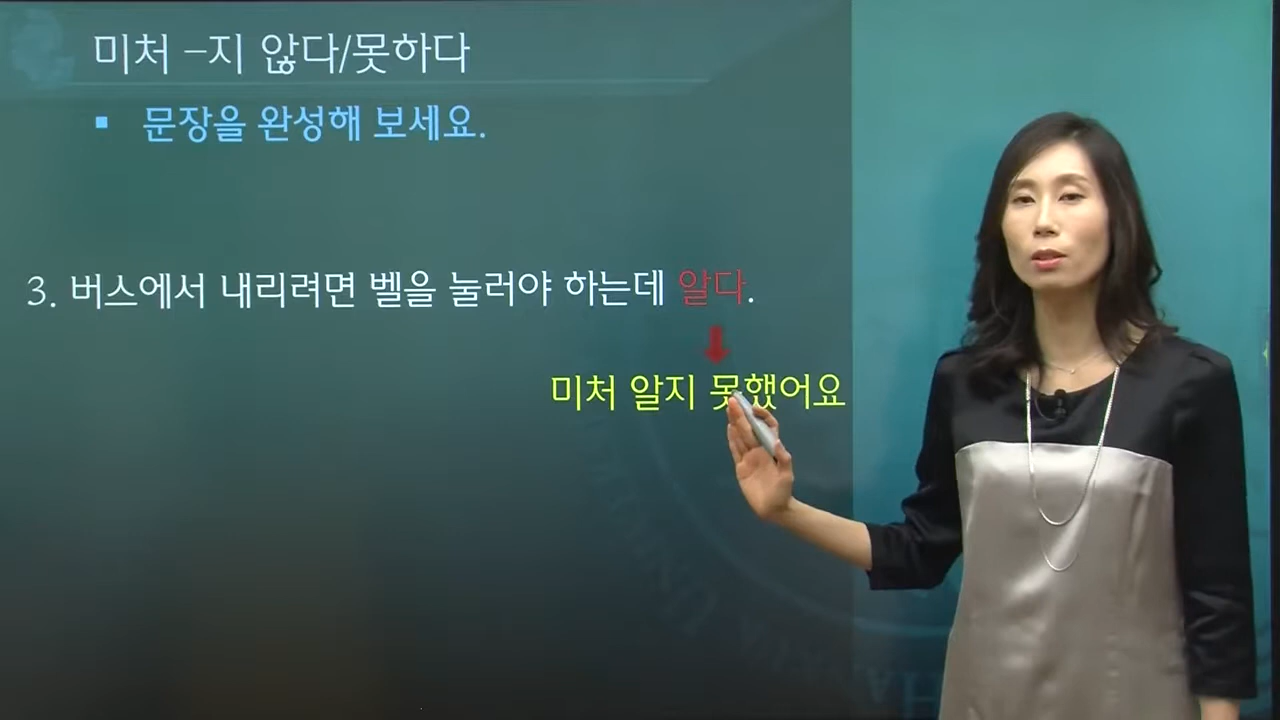 미처 –지 않다/못하다
▪ 문장을 완성해 보세요.
3. 버스에서 내리려면 벨을 눌러야 하는데 알다.
미처 알지 못했어요